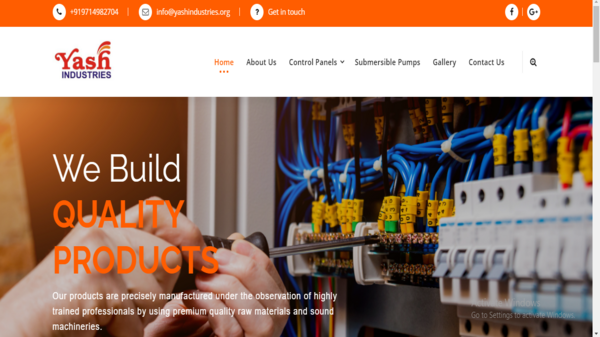 +919714982704 info@yashindustries.org ? Get in touch f G+
Yash
INDUSTRIES
Home About Us Control Panels Submersible Pumps Gallery Contact Us
We Build
QUALITY
PRODUCTS
Our products are precisely manufactured under the observation of highly
trained professionals by using premium quality raw materials and sound
machineries.
Go to Settings to activate Windows.